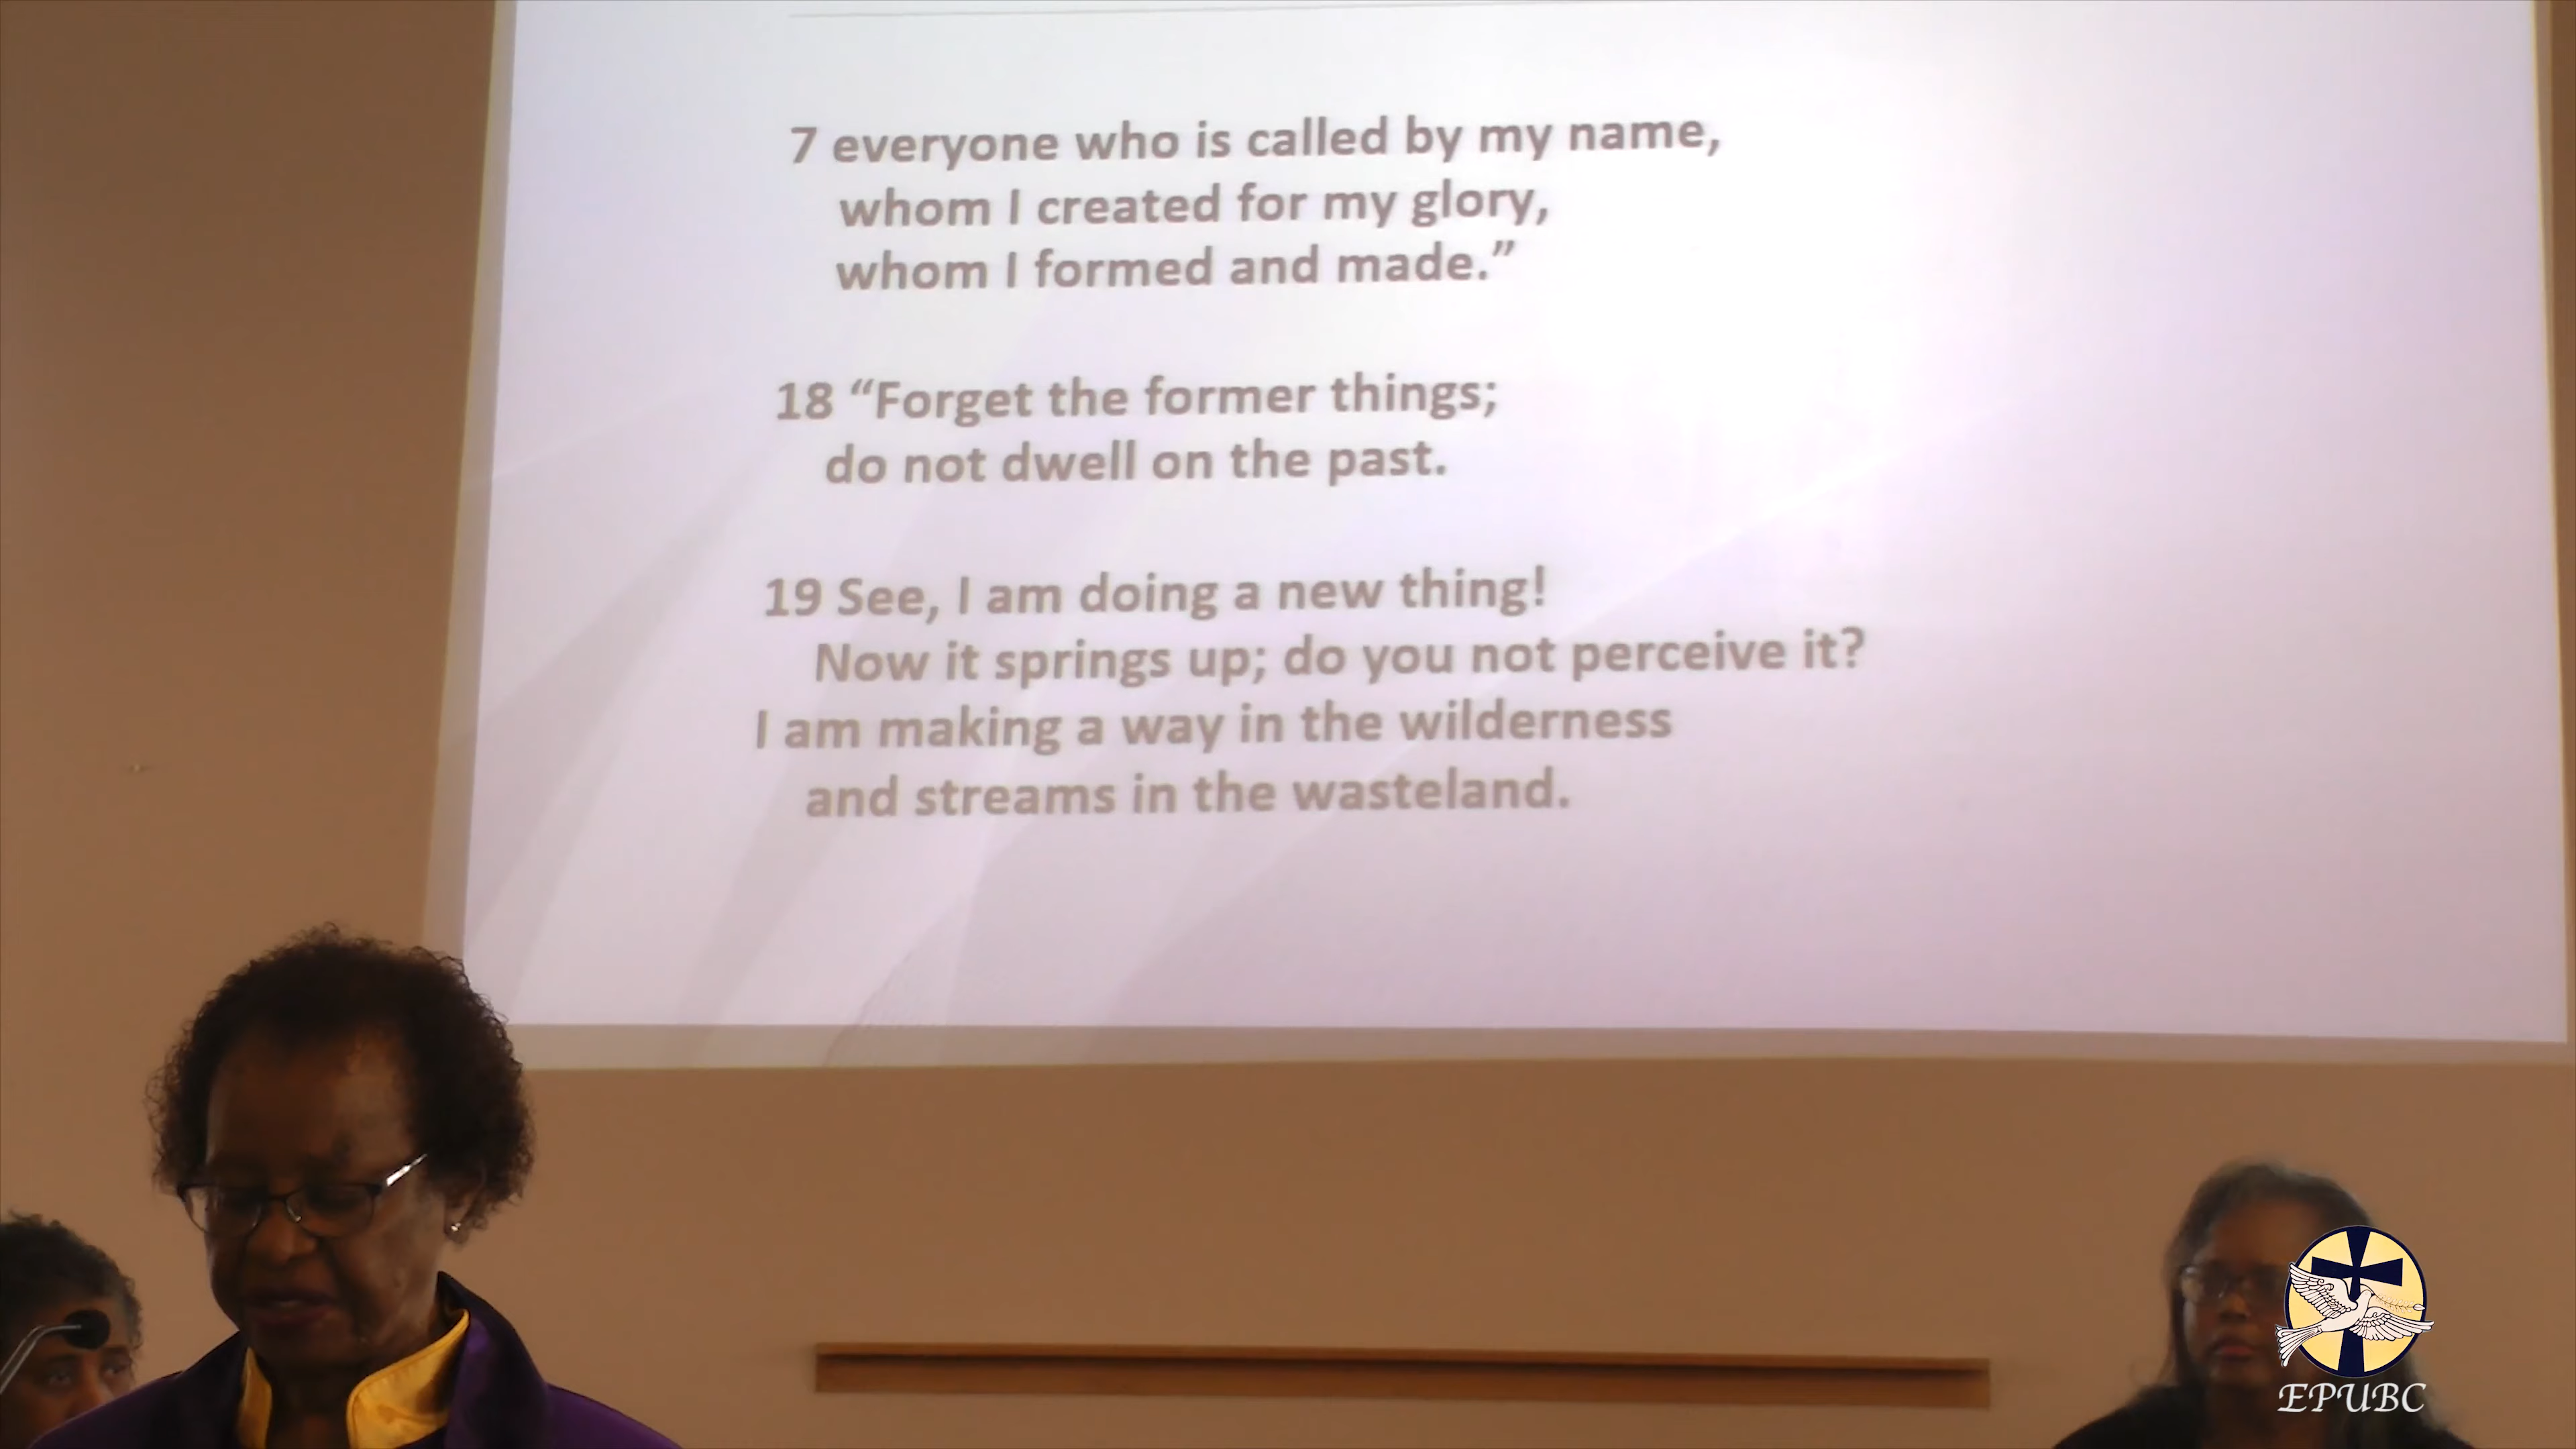 7 everyone who is called by my name,
whom I created for my glory,
whom I formed and made.”
18 “Forget the former things;
do not dwell on the past.
19 See, I am doing a new thing!
Now it springs up; do you not perceive it?
I am making a way in the wilderness
and streams in the wasteland.
EPUBC